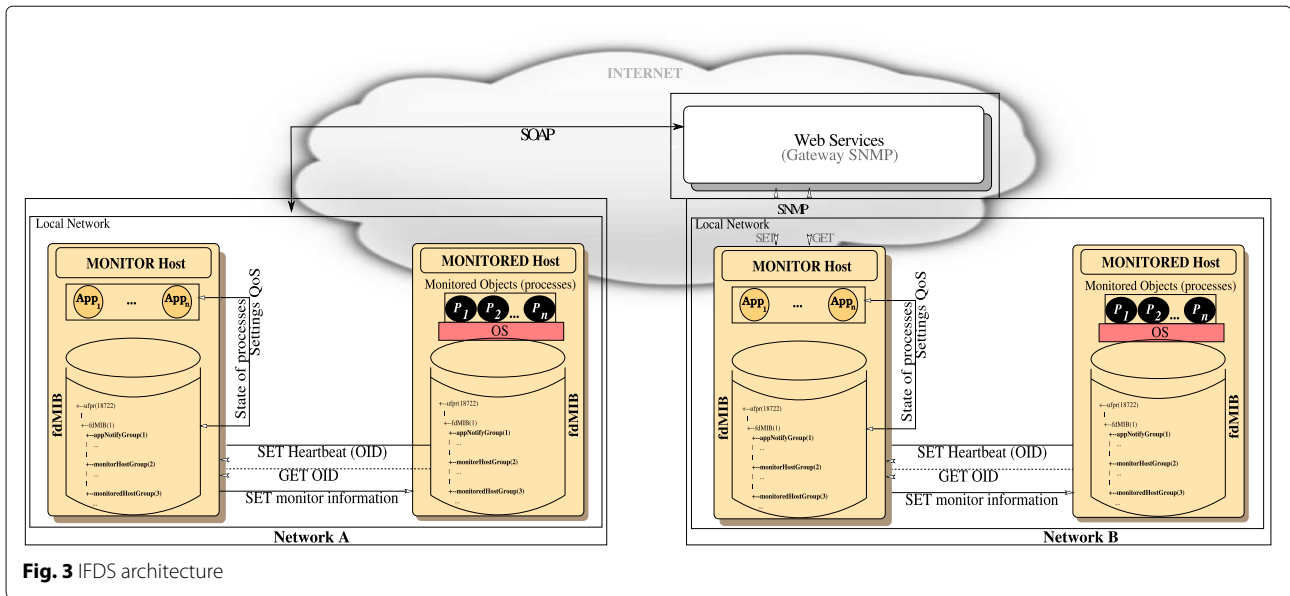 INTERNET
SOAP
Web Services
(Gateway SNMP)
SNMP
Local Network
MONITOR Host
App1 ... Appn
State of processes
Settings QoS
fdMIB
+--ufpr(18722)
|
+--fdMIB(1)
+--appNotifyGroup(1)
| ...
|
+--monitorHostGroup(2)
| ...
|
+--monitoredHostGroup(3)
...
MONITORED Host
Monitored Objects (processes)
P1 P2 ... Pn
OS
fdMIB
+--ufpr(18722)
|
+--fdMIB(1)
+--appNotifyGroup(1)
| ...
|
+--monitorHostGroup(2)
| ...
|
+--monitoredHostGroup(3)
...
SET Heartbeat (OID)
GET OID
SET monitor information
Network A
Local Network
SET
GET
MONITOR Host
App1 ... Appn
State of processes
Settings QoS
fdMIB
+--ufpr(18722)
|
+--fdMIB(1)
+--appNotifyGroup(1)
| ...
|
+--monitorHostGroup(2)
| ...
|
+--monitoredHostGroup(3)
...
MONITORED Host
Monitored Objects (processes)
P1 P2 ... Pn
OS
fdMIB
+--ufpr(18722)
|
+--fdMIB(1)
+--appNotifyGroup(1)
| ...
|
+--monitorHostGroup(2)
| ...
|
+--monitoredHostGroup(3)
...
SET Heartbeat (OID)
GET OID
SET monitor information
Network B
Fig. 3 IFDS architecture